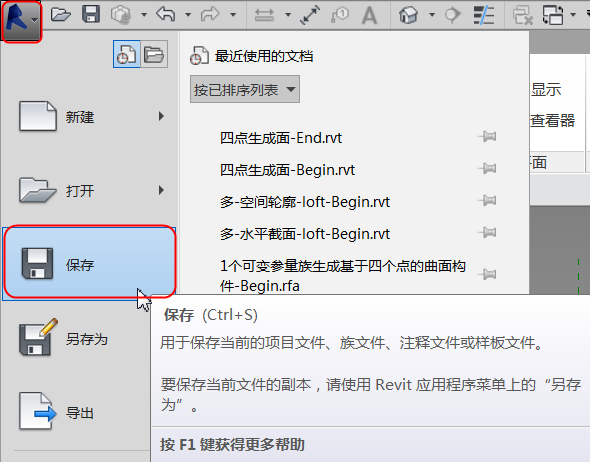 最近使用的文档
按已排序列表
新建
打开
保存
另存为
导出
四点生成面-End.rvt
四点生成面-Begin.rvt
多-空间轮廓-loft-Begin.rvt
多-水平截面-loft-Begin.rvt
1个可变参量族生成基于四个点的曲面构
件-Begin.rfa
显示
查看器
面
保存 (Ctrl+S)
用于保存当前的项目文件、族文件、注释文件或样板文件。
要保存当前文件的副本，请使用 Revit 应用程序菜单上的“另存
为”。
按 F1 键获得更多帮助